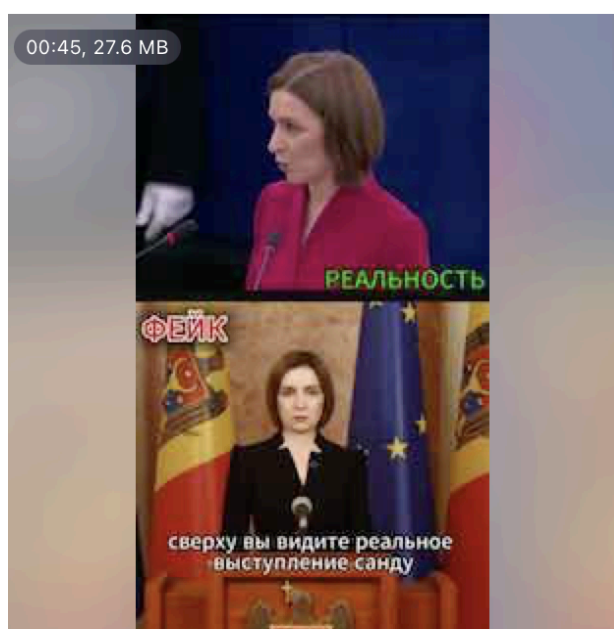 00:45, 27.6 MB
РЕАЛЬНОСТЬ
ФЕЙК
сверху вы видите реальное
выступление санду